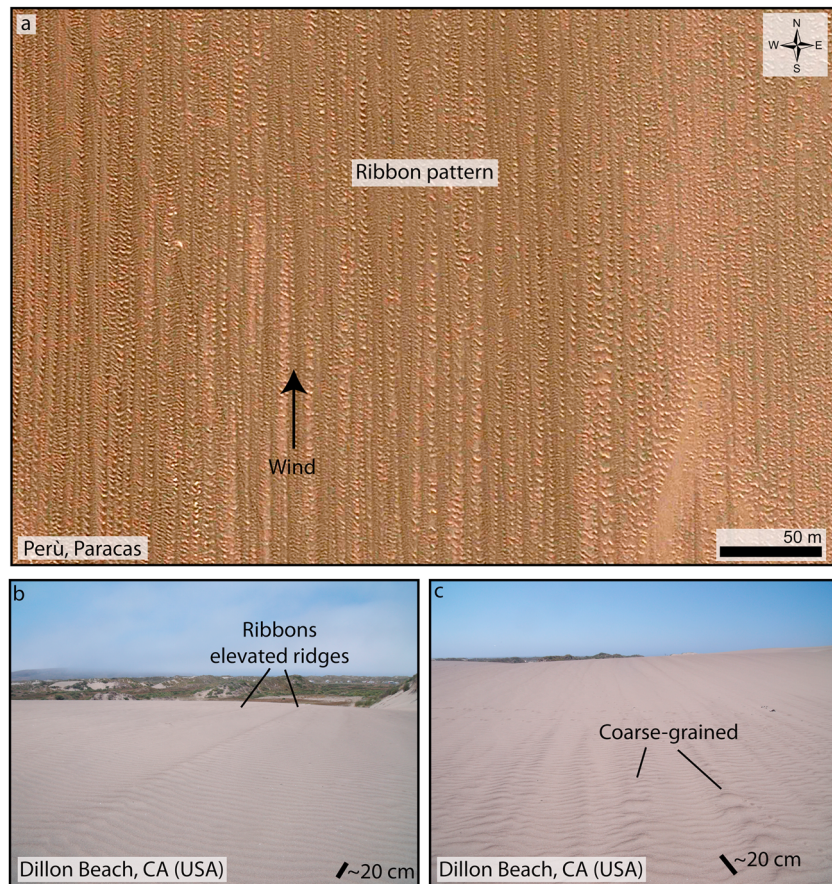 a
N
W E
S
Ribbon pattern
Wind
50 m
Perù, Paracas
b
Ribbons
elevated ridges
Dillon Beach, CA (USA)
~20 cm
c
Coarse-grained
Dillon Beach, CA (USA)
~20 cm